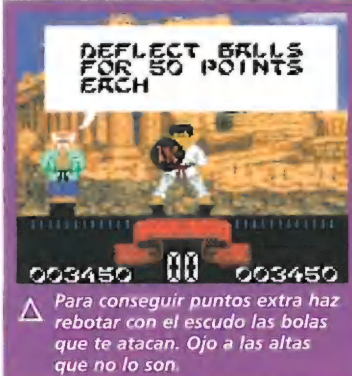 DEFLECT BALLS
FOR 50 POINTS
EACH
003450 00 003450
△ Para conseguir puntos extra haz
rebotar con el escudo las bolas
que te atacan. Ojo a las altas
que no lo son.